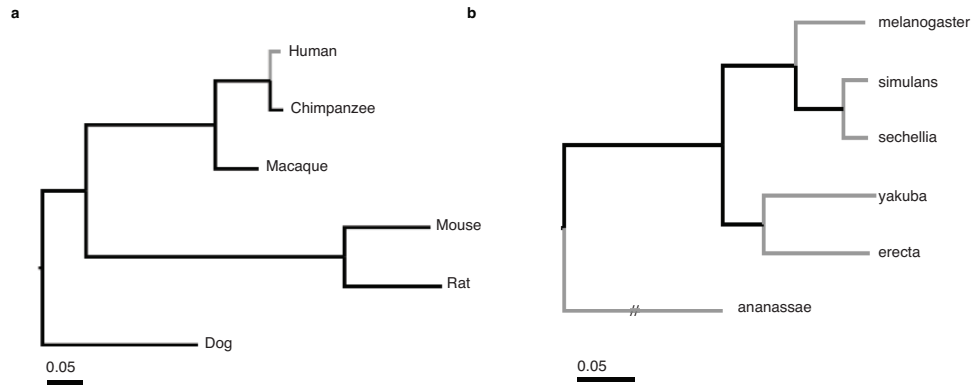 a
Human
Chimpanzee
Macaque
Mouse
Rat
Dog
0.05
b
melanogaster
simulans
sechellia
yakuba
erecta
ananassae
//
0.05